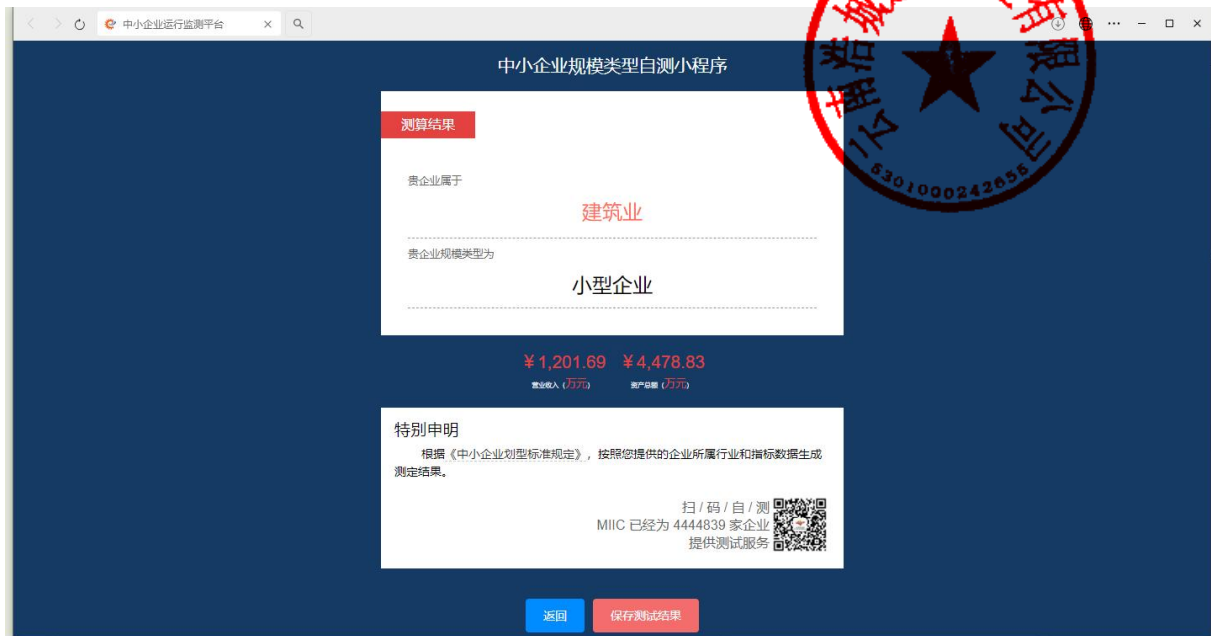 中小企业运行监测平台
中小企业规模类型自测小程序
测算结果
贵企业属于
建筑业
贵企业规模类型为
小型企业
¥1,201.69 ¥4,478.83
营业收入 (万元) 资产总额 (万元)
特别申明
根据《中小企业划型标准规定》,按照您提供的企业所属行业和指标数据生成
测定结果。
扫/码/自/测
MIIC 已经为 4444839 家企业
提供测试服务
返回 保存测试结果
5301000242655